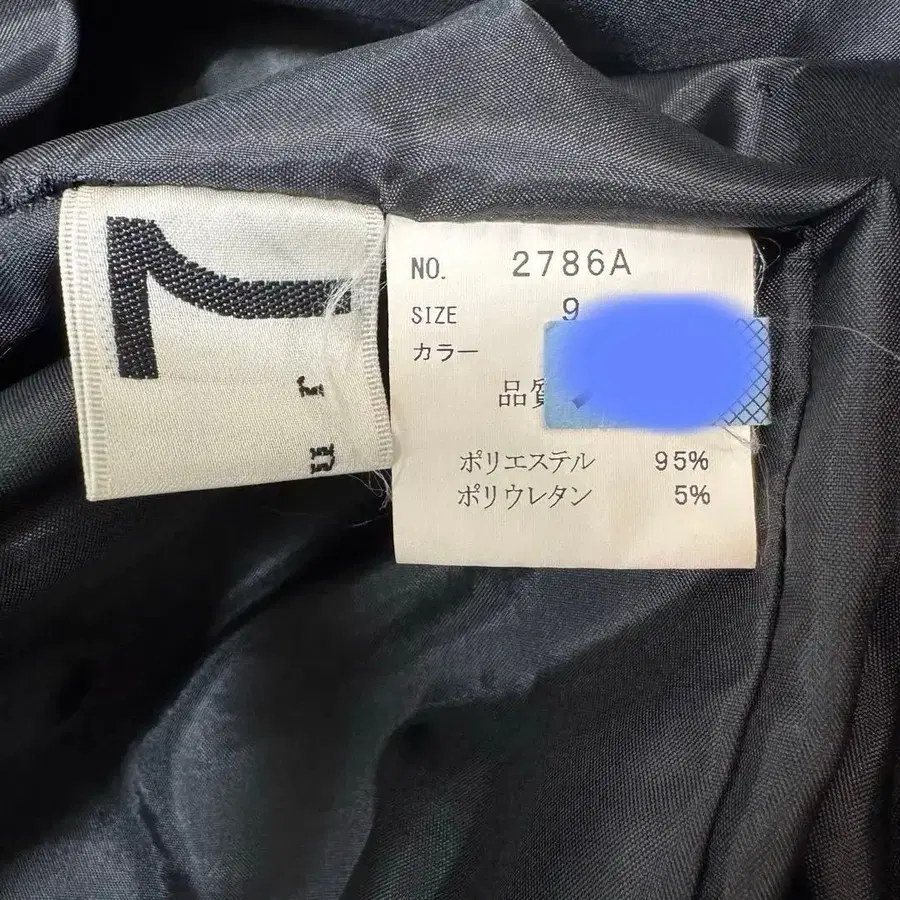 NO. 2786A
SIZE 9
カラー
品質
ポリエステル 95%
ポリウレタン 5%